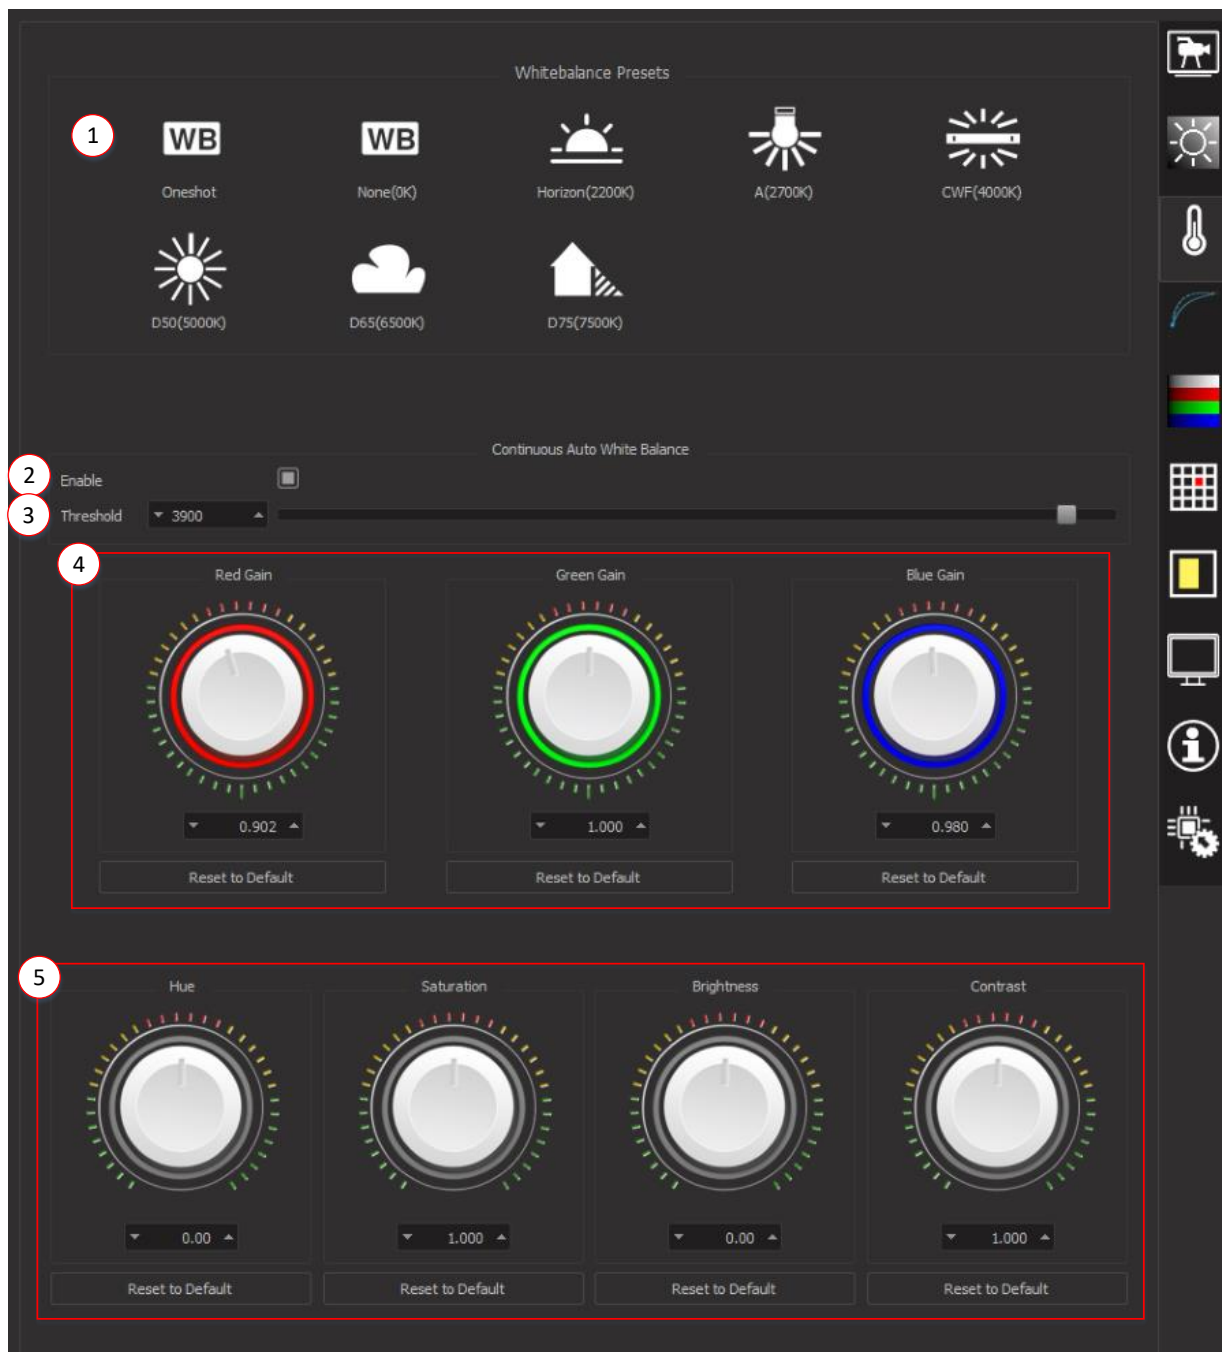 Whitebalance Presets
1
WB WB
Oneshot None(0K) Horizon(2200K) A(2700K) CWF(4000K)
D50(5000K) D65(6500K) D75(7500K)
Continuous Auto White Balance
2 Enable
3 Threshold 3900
4
Red Gain Green Gain Blue Gain
0.902 1.000 0.980
Reset to Default Reset to Default Reset to Default
5
Hue Saturation Brightness Contrast
0.00 1.000 0.00 1.000
Reset to Default Reset to Default Reset to Default Reset to Default